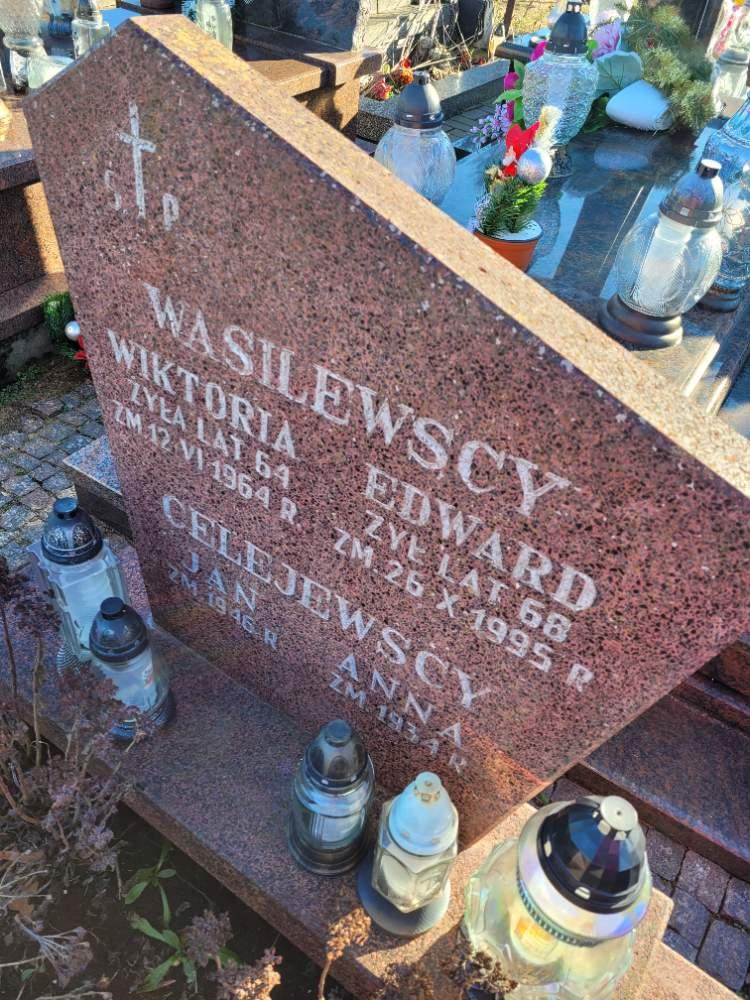 Ś P
WASILEWSCY
WIKTORIA
ŻYŁA LAT 64
ZM 12 VI 1964 R
EDWARD
ŻYŁ LAT 68
ZM 26 X 1995 R
CELEJEWSCY
JAN
ZM 1946 R
ANNA
ZM 1934 R